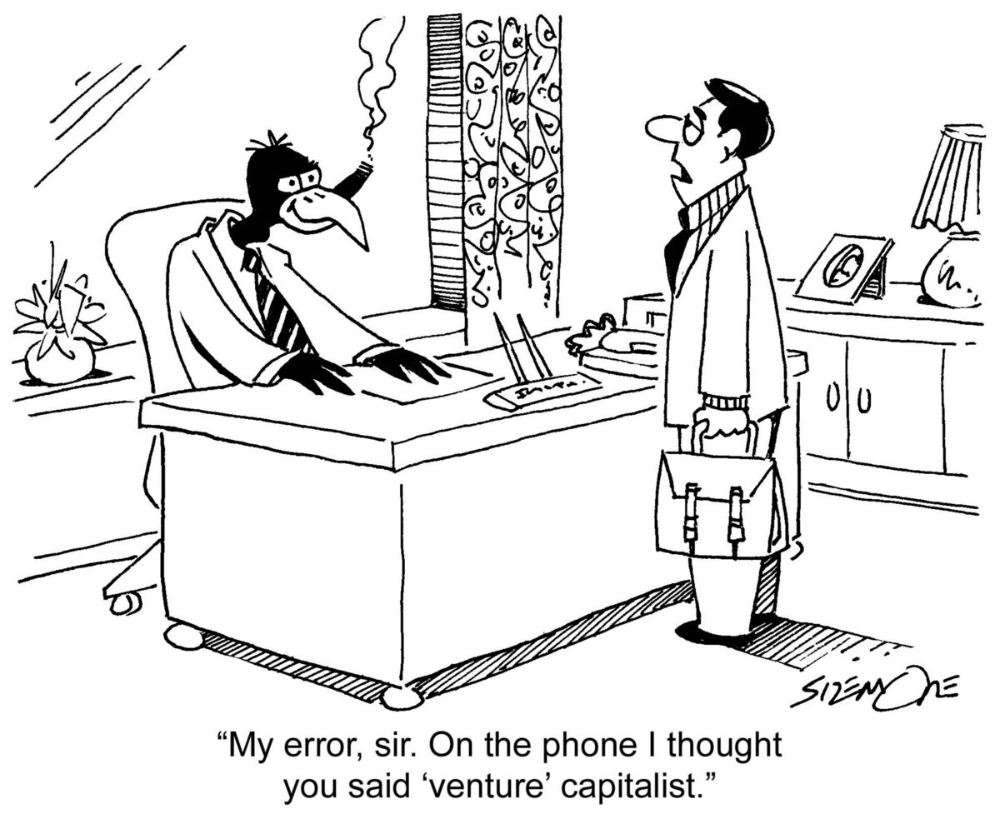 SIZEMORE
“My error, sir. On the phone I thought
you said ‘venture’ capitalist.”